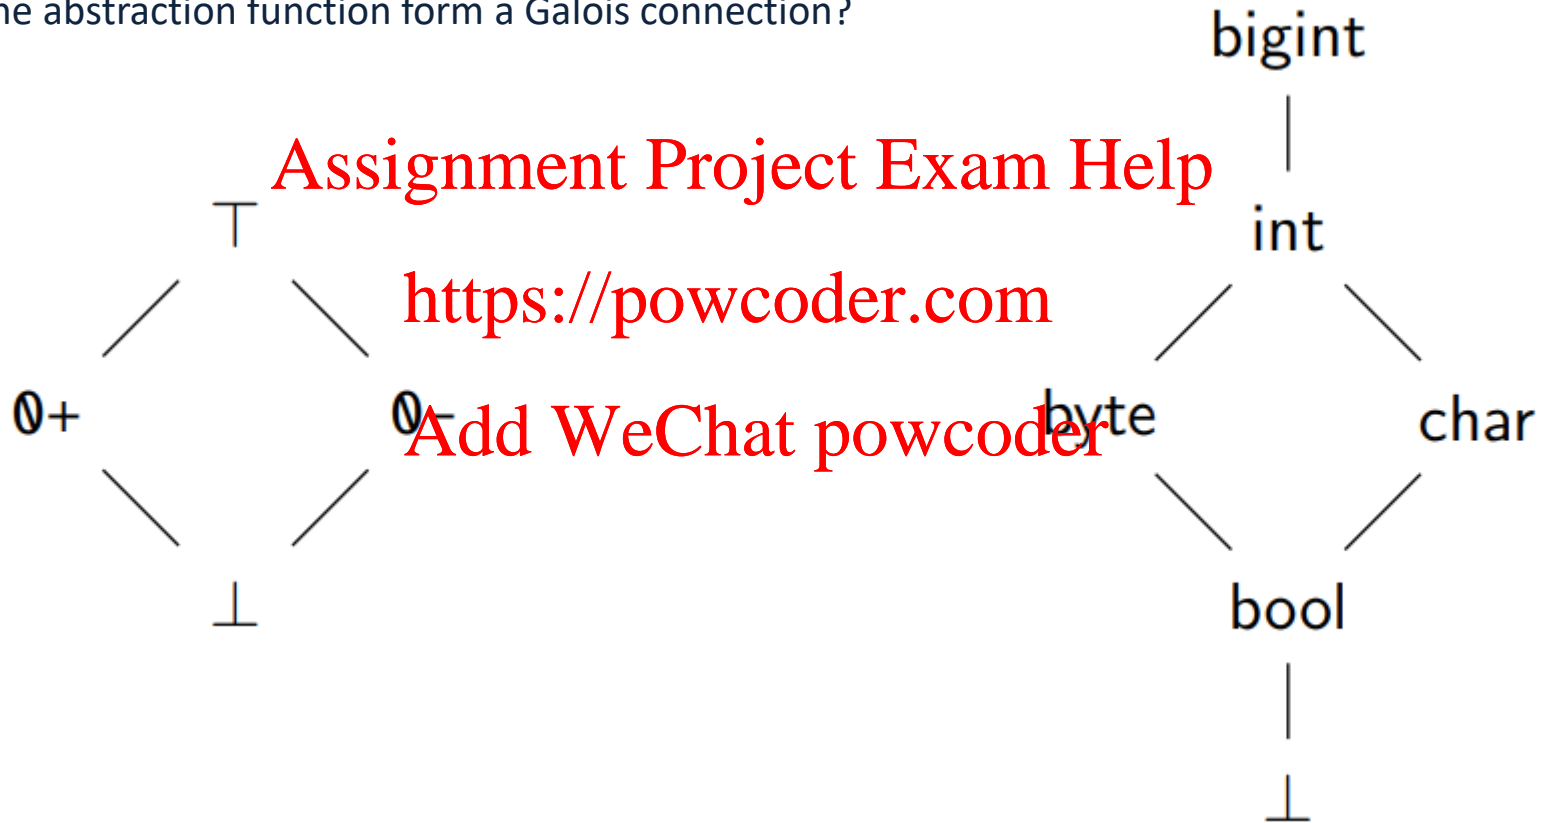 he abstraction function form a Galois connection?
bigint
Assignment Project Exam Help
⊤
int
https://powcoder.com
0+
0-
Add WeChat powcoder
byte
char
⊥
bool
⊥